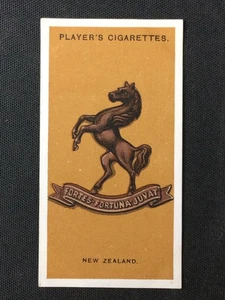 PLAYER'S CIGARETTES.
FORTES·FORTUNA·JUVAT
NEW ZEALAND.